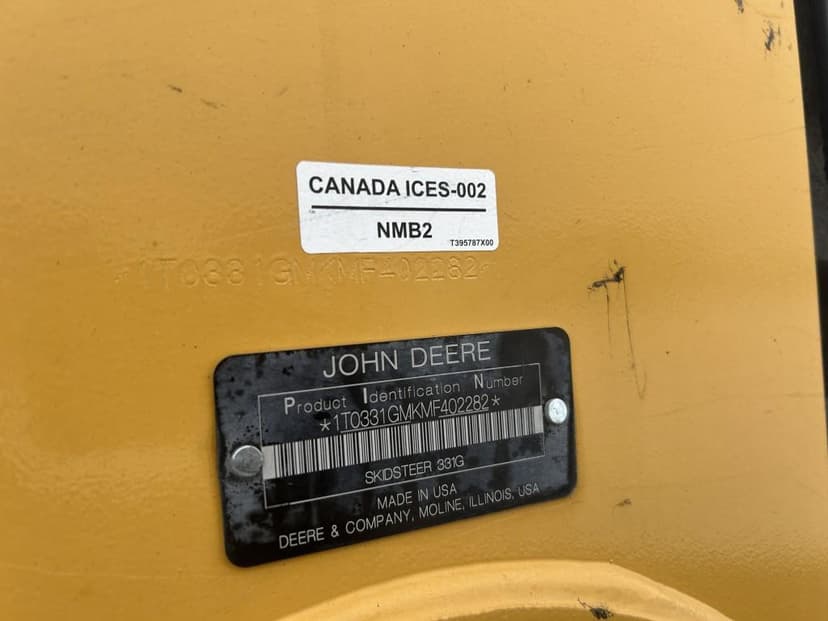 CANADA ICES-002
NMB2
T395787X00
*1T0331GMKMF402282*
JOHN DEERE
Product Identification Number
*1T0331GMKMF402282*
SKIDSTEER 331G
MADE IN USA
DEERE & COMPANY, MOLINE, ILLINOIS, USA